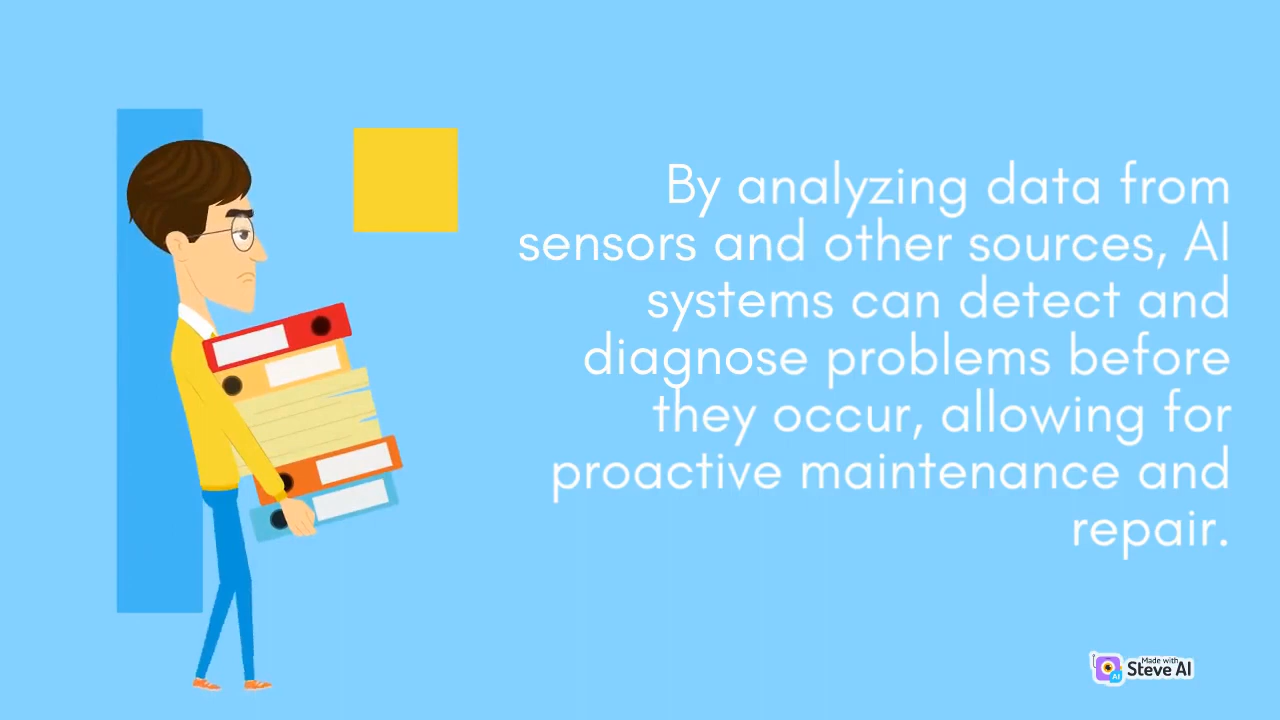 By analyzing data from
sensors and other sources, AI
systems can detect and
diagnose problems before
they occur, allowing for
proactive maintenance and
repair.
Made with
Steve AI
AI